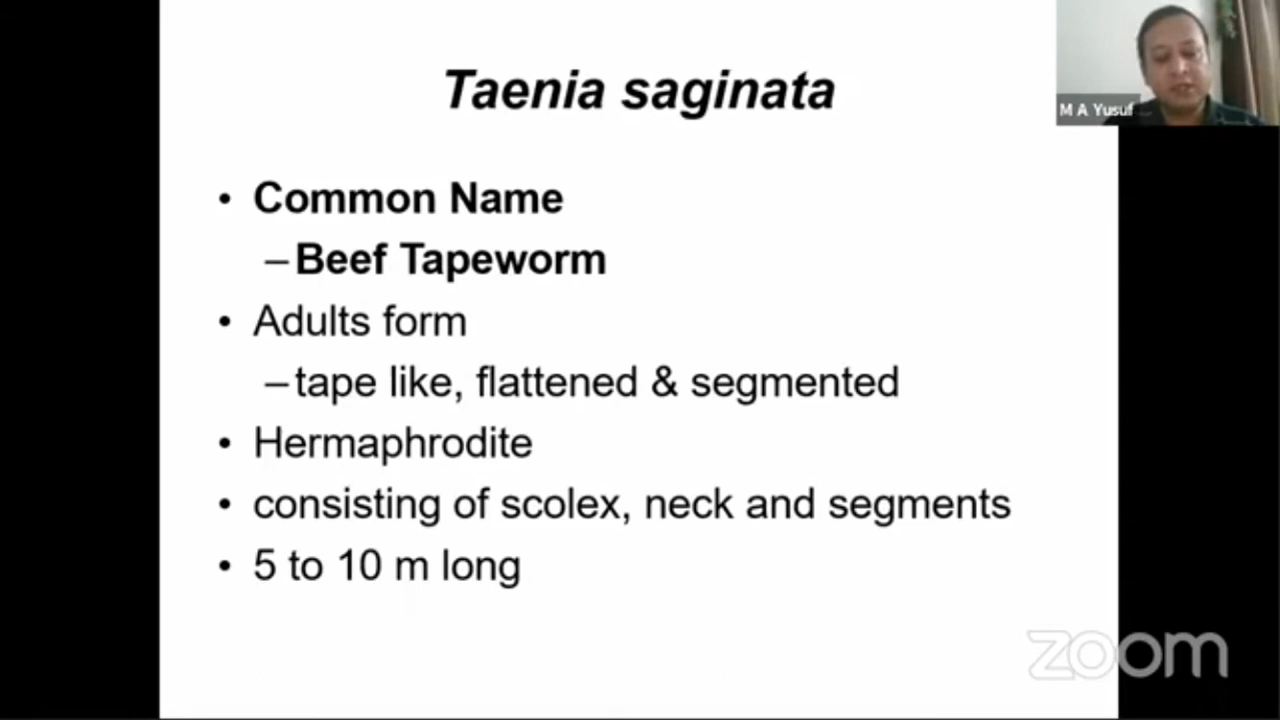 Taenia saginata
M A Yusuf
• Common Name
– Beef Tapeworm
• Adults form
– tape like, flattened & segmented
• Hermaphrodite
• consisting of scolex, neck and segments
• 5 to 10 m long
zoom